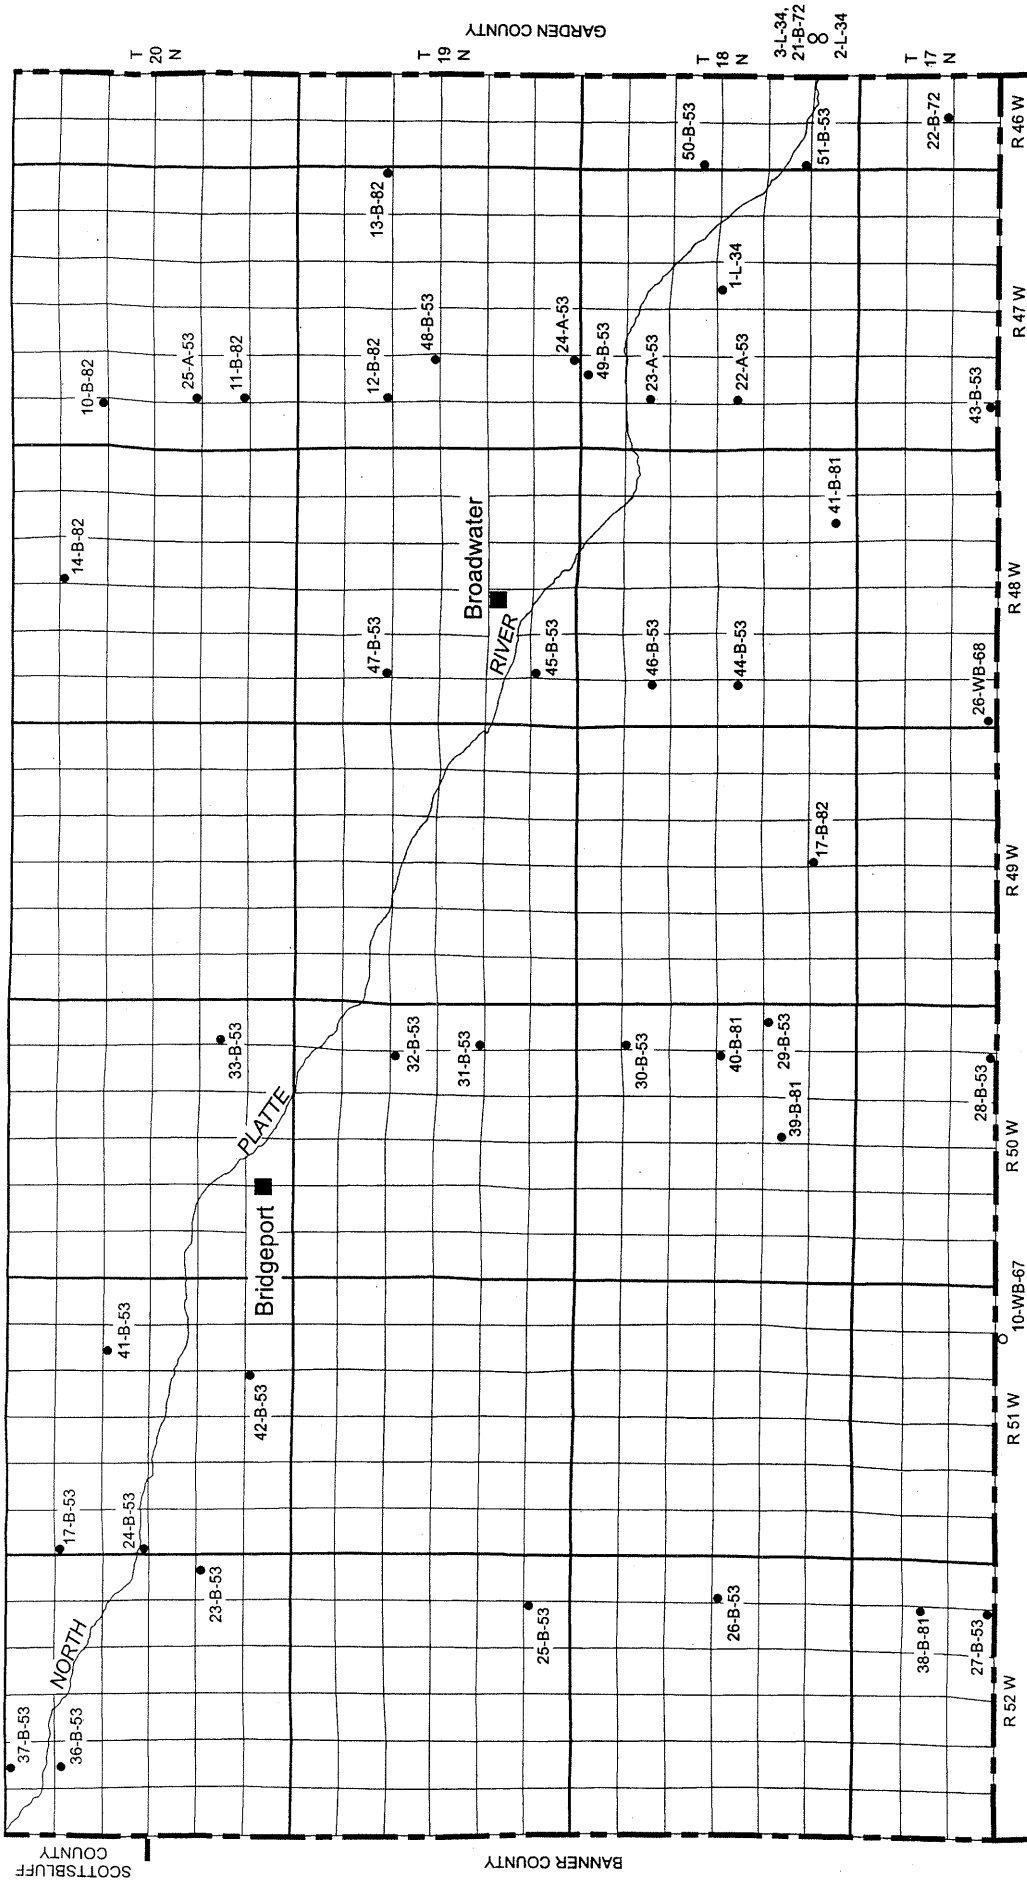 SCOTTSBLUFF
COUNTY
BANNER COUNTY
GARDEN COUNTY
T
20
N
T
19
N
T
18
N
T
17
N
R 52 W
R 51 W
R 50 W
R 49 W
R 48 W
R 47 W
R 46 W
NORTH
PLATTE
RIVER
Bridgeport
Broadwater
37-B-53
36-B-53
17-B-53
24-B-53
23-B-53
25-B-53
26-B-53
38-B-81
27-B-53
41-B-53
42-B-53
10-WB-67
33-B-53
32-B-53
31-B-53
30-B-53
40-B-81
29-B-53
39-B-81
28-B-53
17-B-82
14-B-82
47-B-53
45-B-53
46-B-53
44-B-53
26-WB-68
41-B-81
10-B-82
25-A-53
11-B-82
12-B-82
48-B-53
24-A-53
49-B-53
23-A-53
22-A-53
43-B-53
13-B-82
1-L-34
50-B-53
51-B-53
22-B-72
3-L-34,
21-B-72
2-L-34